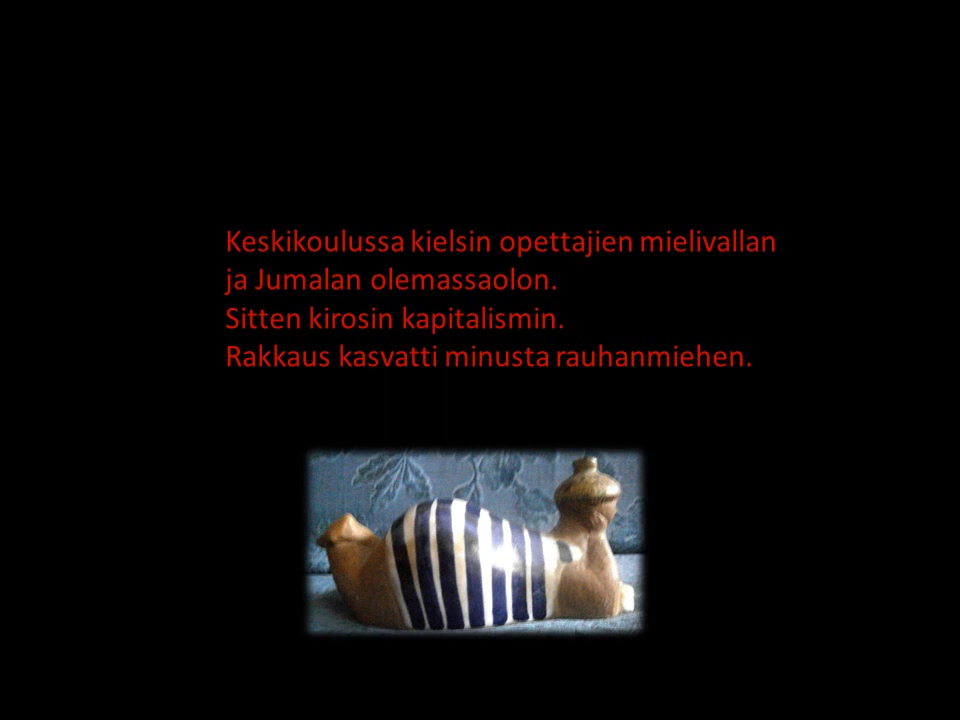 Keskikoulussa kielsin opettajien mielivallan
ja Jumalan olemassaolon.
Sitten kirosin kapitalismin.
Rakkaus kasvatti minusta rauhanmiehen.